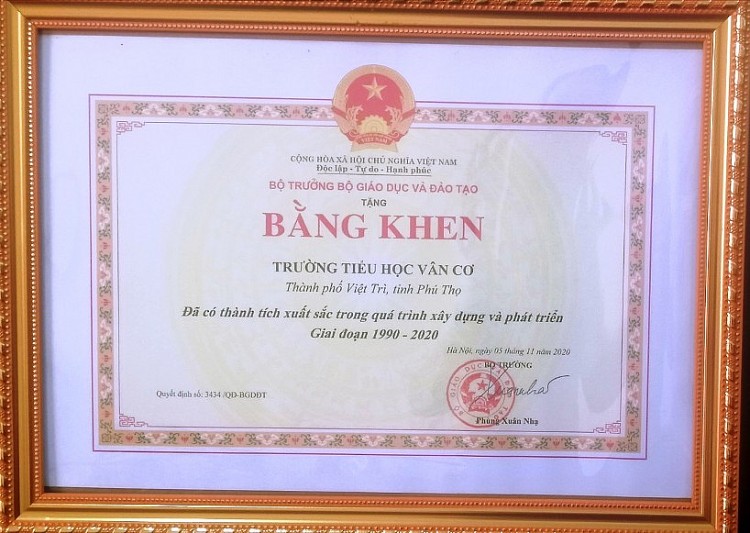 VIỆT NAM
CỘNG HÒA XÃ HỘI CHỦ NGHĨA VIỆT NAM
Độc lập - Tự do - Hạnh phúc
BỘ TRƯỞNG BỘ GIÁO DỤC VÀ ĐÀO TẠO
TẶNG
BẰNG KHEN
TRƯỜNG TIỂU HỌC VÂN CƠ
Thành phố Việt Trì, tỉnh Phú Thọ
Đã có thành tích xuất sắc trong quá trình xây dựng và phát triển
Giai đoạn 1990 - 2020
Hà Nội, ngày 05 tháng 11 năm 2020
BỘ TRƯỞNG
Quyết định số: 3434 /QĐ-BGDĐT
Phùng Xuân Nhạ